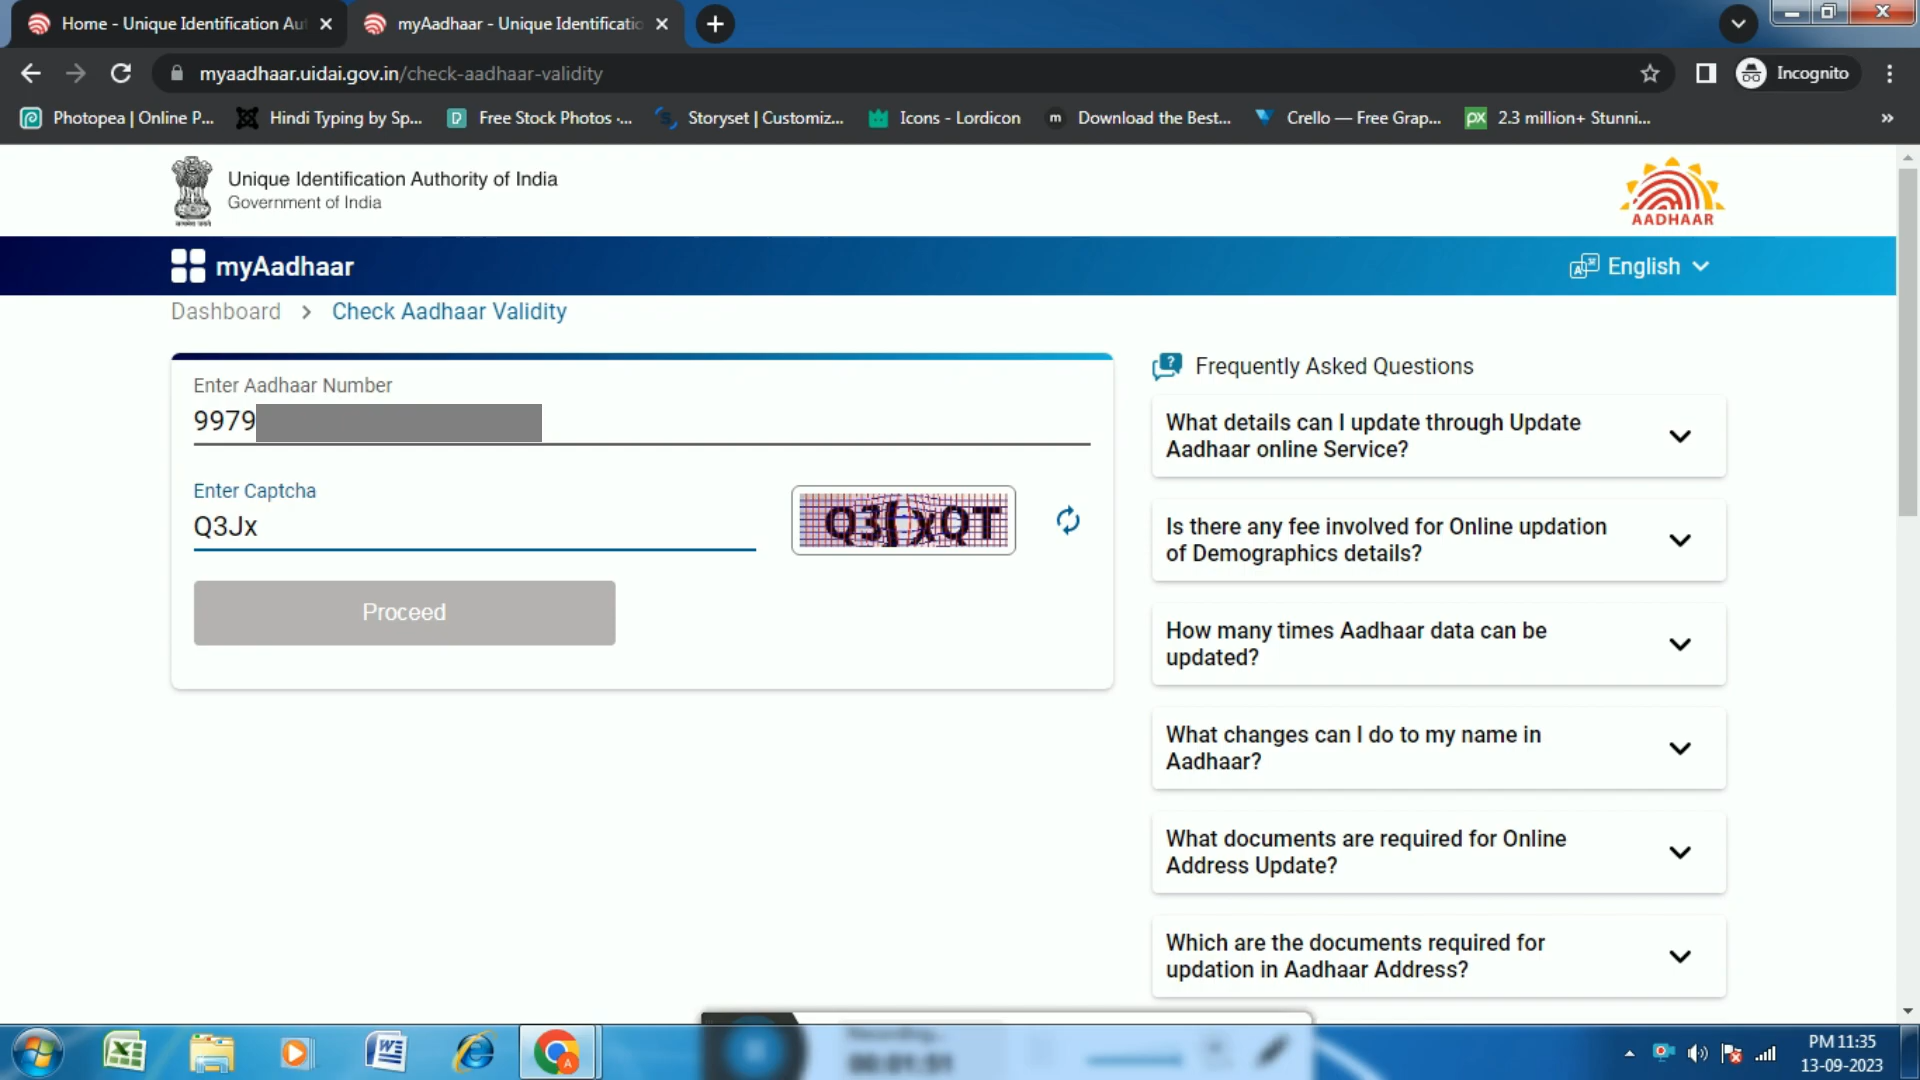 Home - Unique Identification Au
myAadhaar - Unique Identificatio
myaadhaar.uidai.gov.in/check-aadhaar-validity
Incognito
Photopea | Online P...
Hindi Typing by Sp...
Free Stock Photos ·...
Storyset | Customiz...
Icons - Lordicon
Download the Best...
Crello — Free Grap...
2.3 million+ Stunni...
Unique Identification Authority of India
Government of India
AADHAAR
myAadhaar
English
Dashboard > Check Aadhaar Validity
Enter Aadhaar Number
9979
Enter Captcha
Q3Jx
Proceed
Frequently Asked Questions
What details can I update through Update
Aadhaar online Service?
Is there any fee involved for Online updation
of Demographics details?
How many times Aadhaar data can be
updated?
What changes can I do to my name in
Aadhaar?
What documents are required for Online
Address Update?
Which are the documents required for
updation in Aadhaar Address?
PM 11:35
13-09-2023